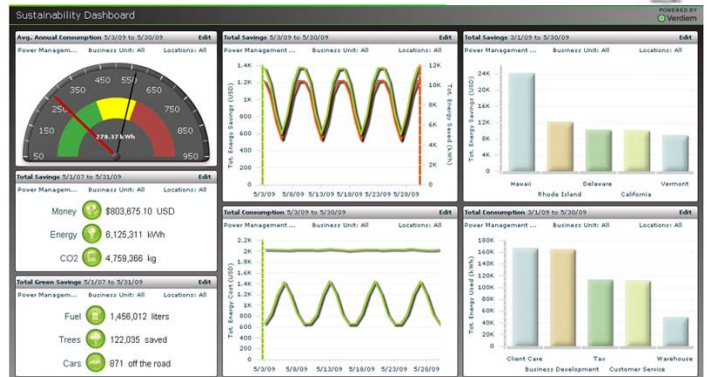 Sustainability Dashboard
POWERED BY
Verdiem
Avg. Annual Consumption 5/3/09 to 5/30/09 Edit
Power Managem... Business Unit: All Locations: All
50 150 250 350 450 550 650 750 850 950
278.37 kWh
Total Savings 5/1/07 to 5/31/09 Edit
Power Managem... Business Unit: All Locations: All
Money $803,675.10 USD
Energy 6,125,311 kWh
CO2 4,759,366 kg
Total Green Savings 5/1/07 to 5/31/09 Edit
Power Managem... Business Unit: All Locations: All
Fuel 1,456,012 liters
Trees 122,035 saved
Cars 871 off the road
Total Savings 5/3/09 to 5/30/09 Edit
Power Management ... Business Unit: All Locations: All
Tot. Energy Savings (USD)
1.4K
1.2K
1K
800
600
400
200
0
12K
10K
8K
6K
4K
2K
0
Tot. Energy Saved (kWh)
5/3/09 5/8/09 5/13/09 5/18/09 5/23/09 5/28/09
Total Consumption 5/3/09 to 5/30/09 Edit
Power Management ... Business Unit: All Locations: All
Tot. Energy Cost (USD)
2.2K
2K
1.8K
1.6K
1.4K
1.2K
1K
800
600
400
200
0
5/3/09 5/8/09 5/13/09 5/18/09 5/23/09 5/28/09
Total Savings 3/1/09 to 5/30/09 Edit
Power Management ... Business Unit: All Locations: All
Tot. Energy Savings (USD)
24K
20K
16K
12K
8K
4K
0
Hawaii Delaware Vermont
Rhode Island California
Total Consumption 3/1/09 to 5/30/09 Edit
Power Management ... Business Unit: All Locations: All
Tot. Energy Used (kWh)
180K
160K
140K
120K
100K
80K
60K
40K
20K
0
Client Care Tax Warehouse
Business Development Customer Service